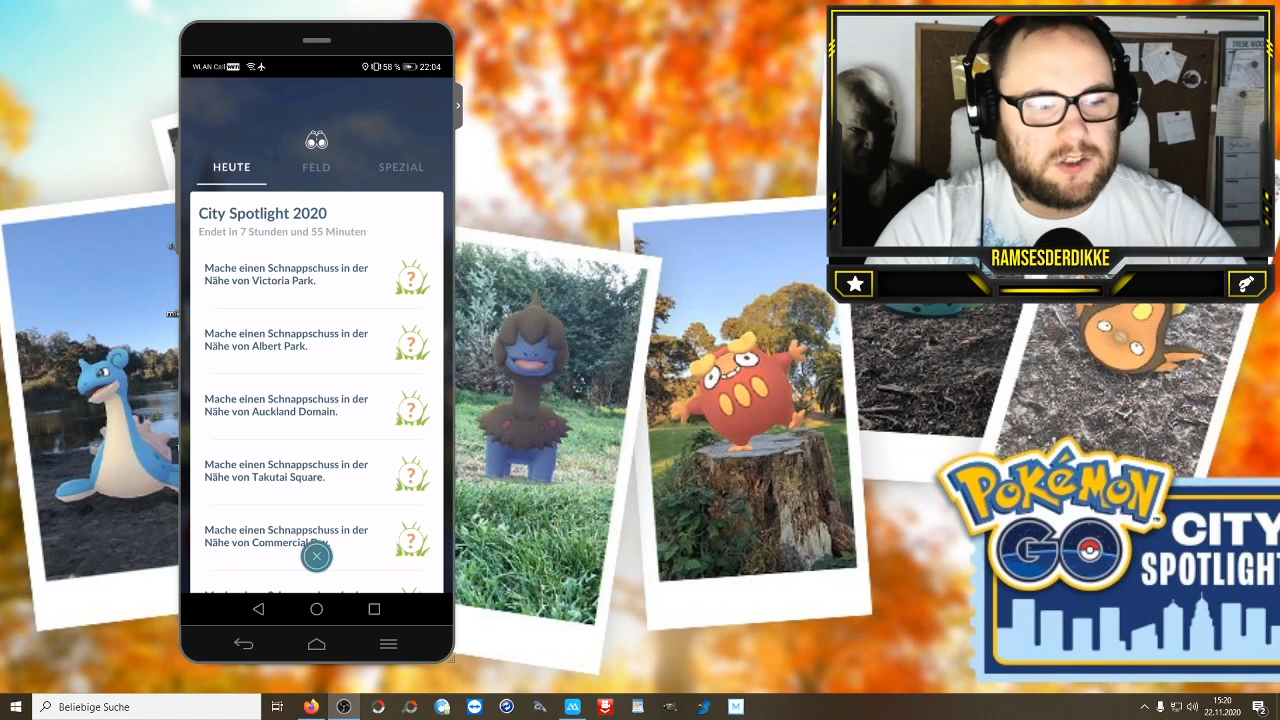 WLAN Call WiFi
58 %
22:04
HEUTE
FELD
SPEZIAL
City Spotlight 2020
Endet in 7 Stunden und 55 Minuten
Mache einen Schnappschuss in der
Nähe von Victoria Park.
?
Mache einen Schnappschuss in der
Nähe von Albert Park.
?
Mache einen Schnappschuss in der
Nähe von Auckland Domain.
?
Mache einen Schnappschuss in der
Nähe von Takutai Square.
?
Mache einen Schnappschuss in der
Nähe von Commercial
?
RAMSESDERDIKKE
POKéMON
GO
CITY
SPOTLIGHT
Beliebige Suche
M
15:20
22.11.2020
2